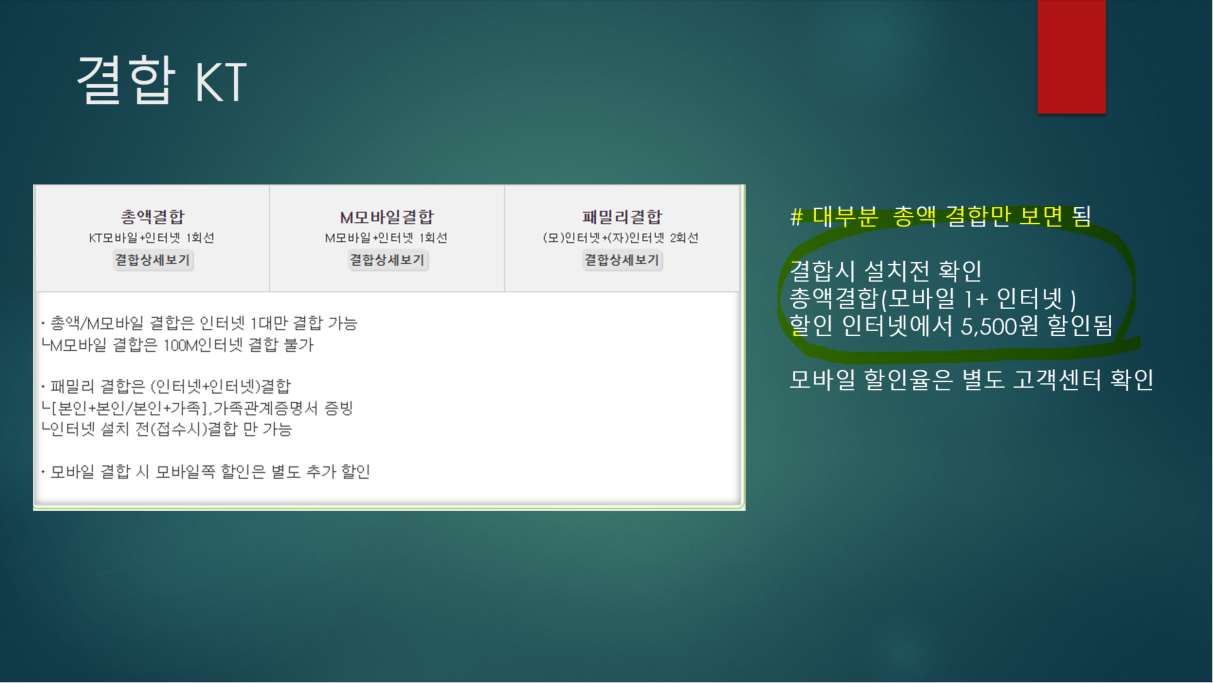 결합 KT
총액결합
KT모바일+인터넷 1회선
결합상세보기
M모바일결합
M모바일+인터넷 1회선
결합상세보기
패밀리결합
(모)인터넷+(자)인터넷 2회선
결합상세보기
· 총액/M모바일 결합은 인터넷 1대만 결합 가능
└M모바일 결합은 100M인터넷 결합 불가
· 패밀리 결합은 (인터넷+인터넷)결합
└[본인+본인/본인+가족],가족관계증명서 증빙
└인터넷 설치 전(접수시)결합 만 가능
· 모바일 결합 시 모바일쪽 할인은 별도 추가 할인
# 대부분 총액 결합만 보면 됨
결합시 설치전 확인
총액결합(모바일 1+ 인터넷 )
할인 인터넷에서 5,500원 할인됨
모바일 할인율은 별도 고객센터 확인